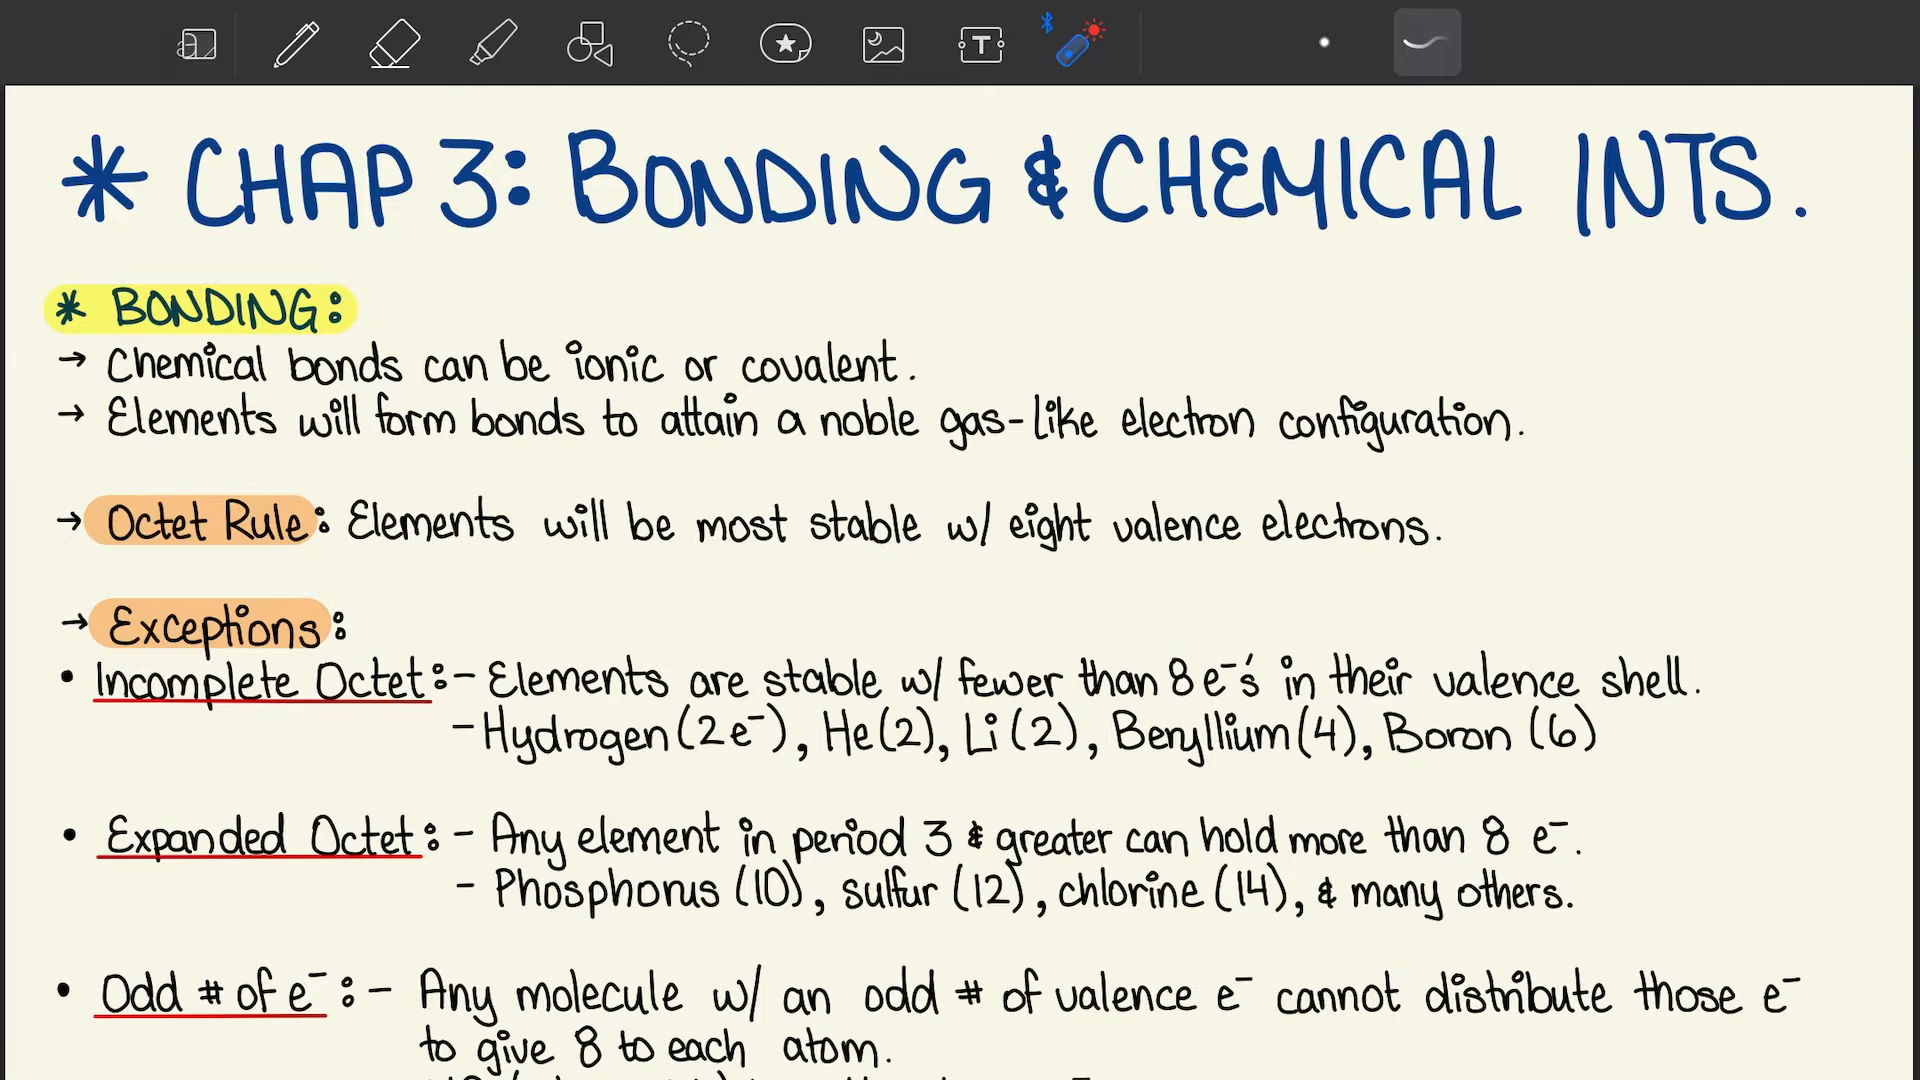 * CHAP 3: BONDING & CHEMICAL INTS.
* BONDING:
→ Chemical bonds can be ionic or covalent.
→ Elements will form bonds to attain a noble gas-like electron configuration.
→ Octet Rule: Elements will be most stable w/ eight valence electrons.
→ Exceptions:
• Incomplete Octet: - Elements are stable w/ fewer than 8 e⁻'s in their valence shell.
- Hydrogen (2e⁻), He(2), Li(2), Beryllium(4), Boron (6)
• Expanded Octet: - Any element in period 3 & greater can hold more than 8 e⁻.
- Phosphorus (10), sulfur (12), chlorine (14), & many others.
• Odd # of e⁻: - Any molecule w/ an odd # of valence e⁻ cannot distribute those e⁻
to give 8 to each atom.